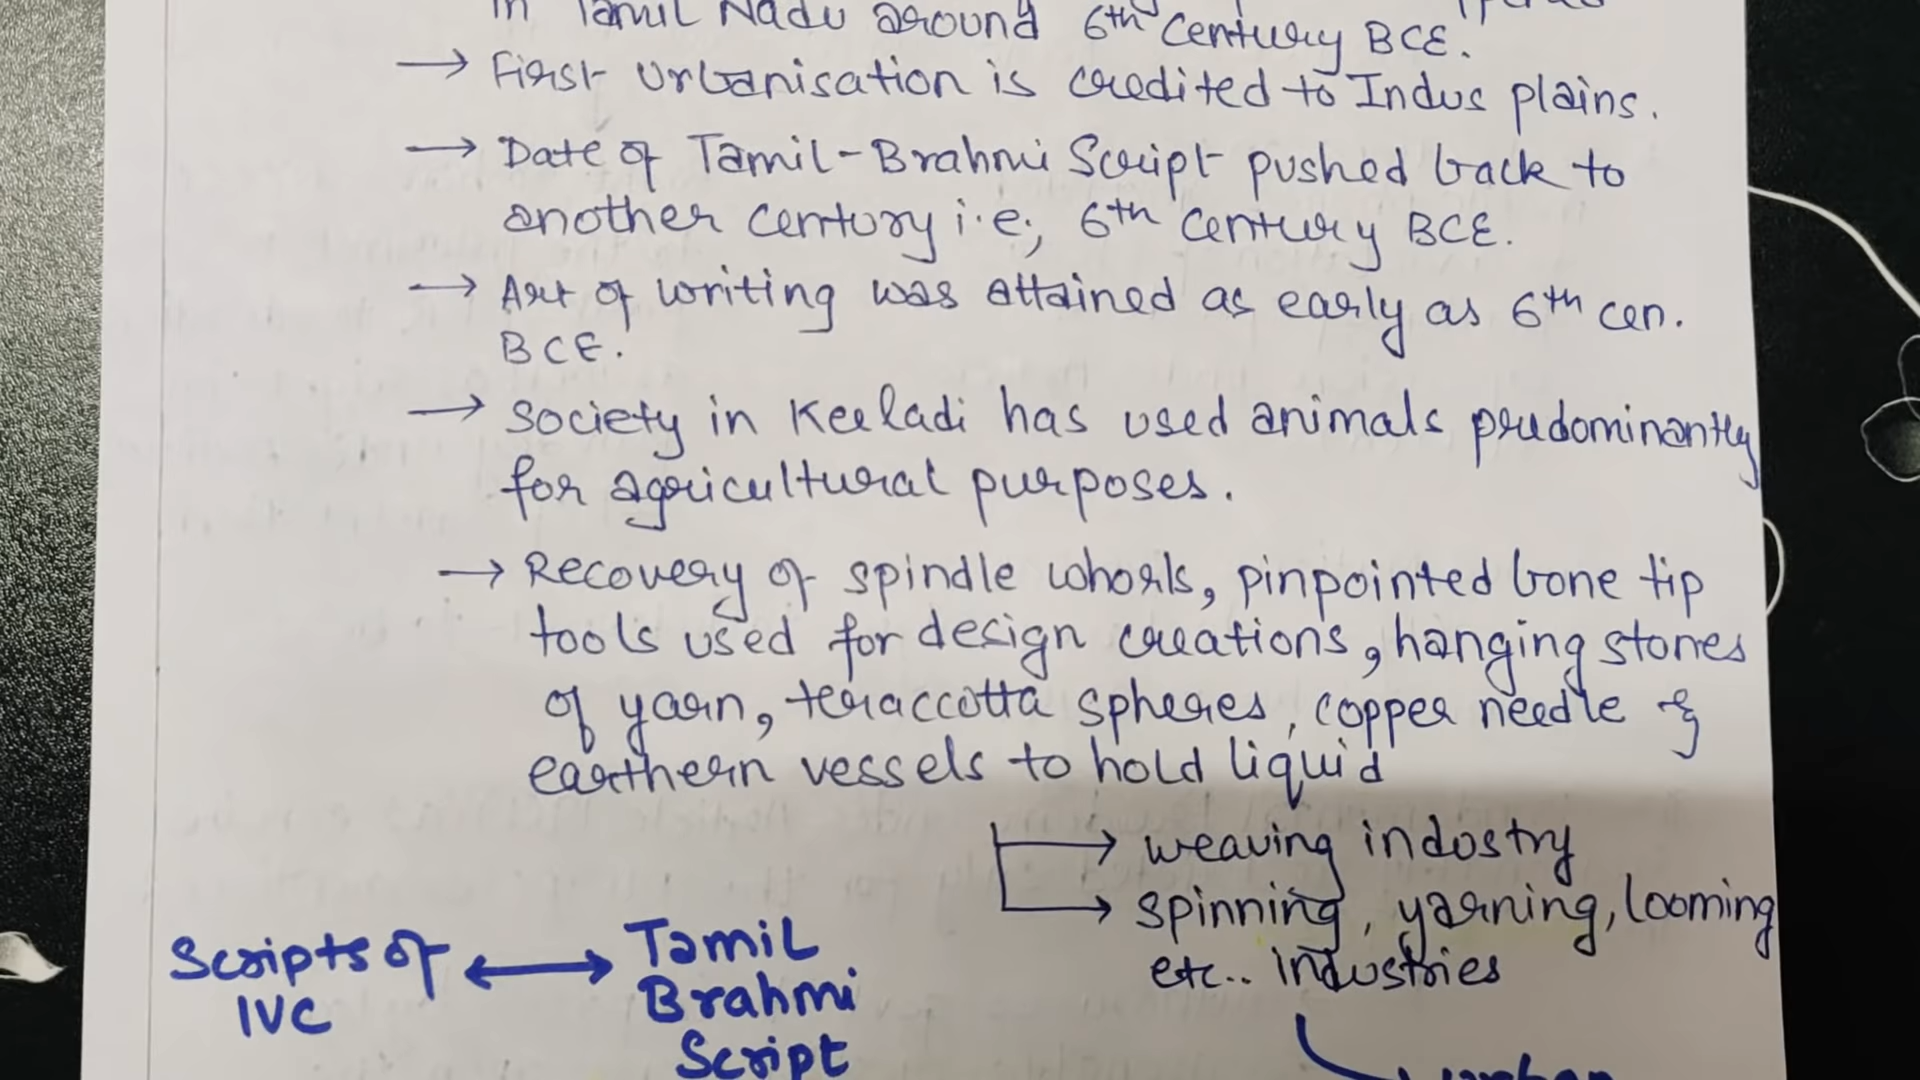 in Tamil Nadu around 6th Century BCE.
→ First Urbanisation is credited to Indus plains.
→ Date of Tamil-Brahmi Script pushed back to
another century i.e., 6th century BCE.
→ Art of writing was attained as early as 6th cen.
BCE.
→ Society in Keeladi has used animals predominantly
for agricultural purposes.
→ Recovery of spindle whorls, pinpointed bone tip
tools used for design creations, hanging stones
of yarn, teraccotta spheres, copper needle &
earthern vessels to hold liquid
→ weaving industry
→ spinning, yarning, looming
etc.. industries
Scripts of ↔ Tamil
IVC Brahmi
Script